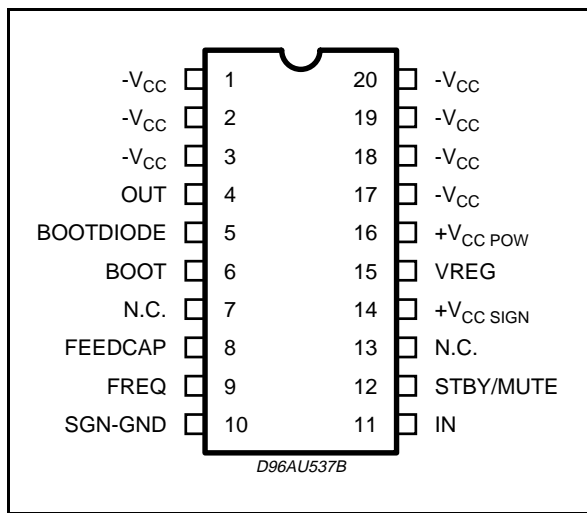 -VCC 1 20 -VCC
-VCC 2 19 -VCC
-VCC 3 18 -VCC
OUT 4 17 -VCC
BOOTDIODE 5 16 +VCC POW
BOOT 6 15 VREG
N.C. 7 14 +VCC SIGN
FEEDCAP 8 13 N.C.
FREQ 9 12 STBY/MUTE
SGN-GND 10 11 IN
D96AU537B